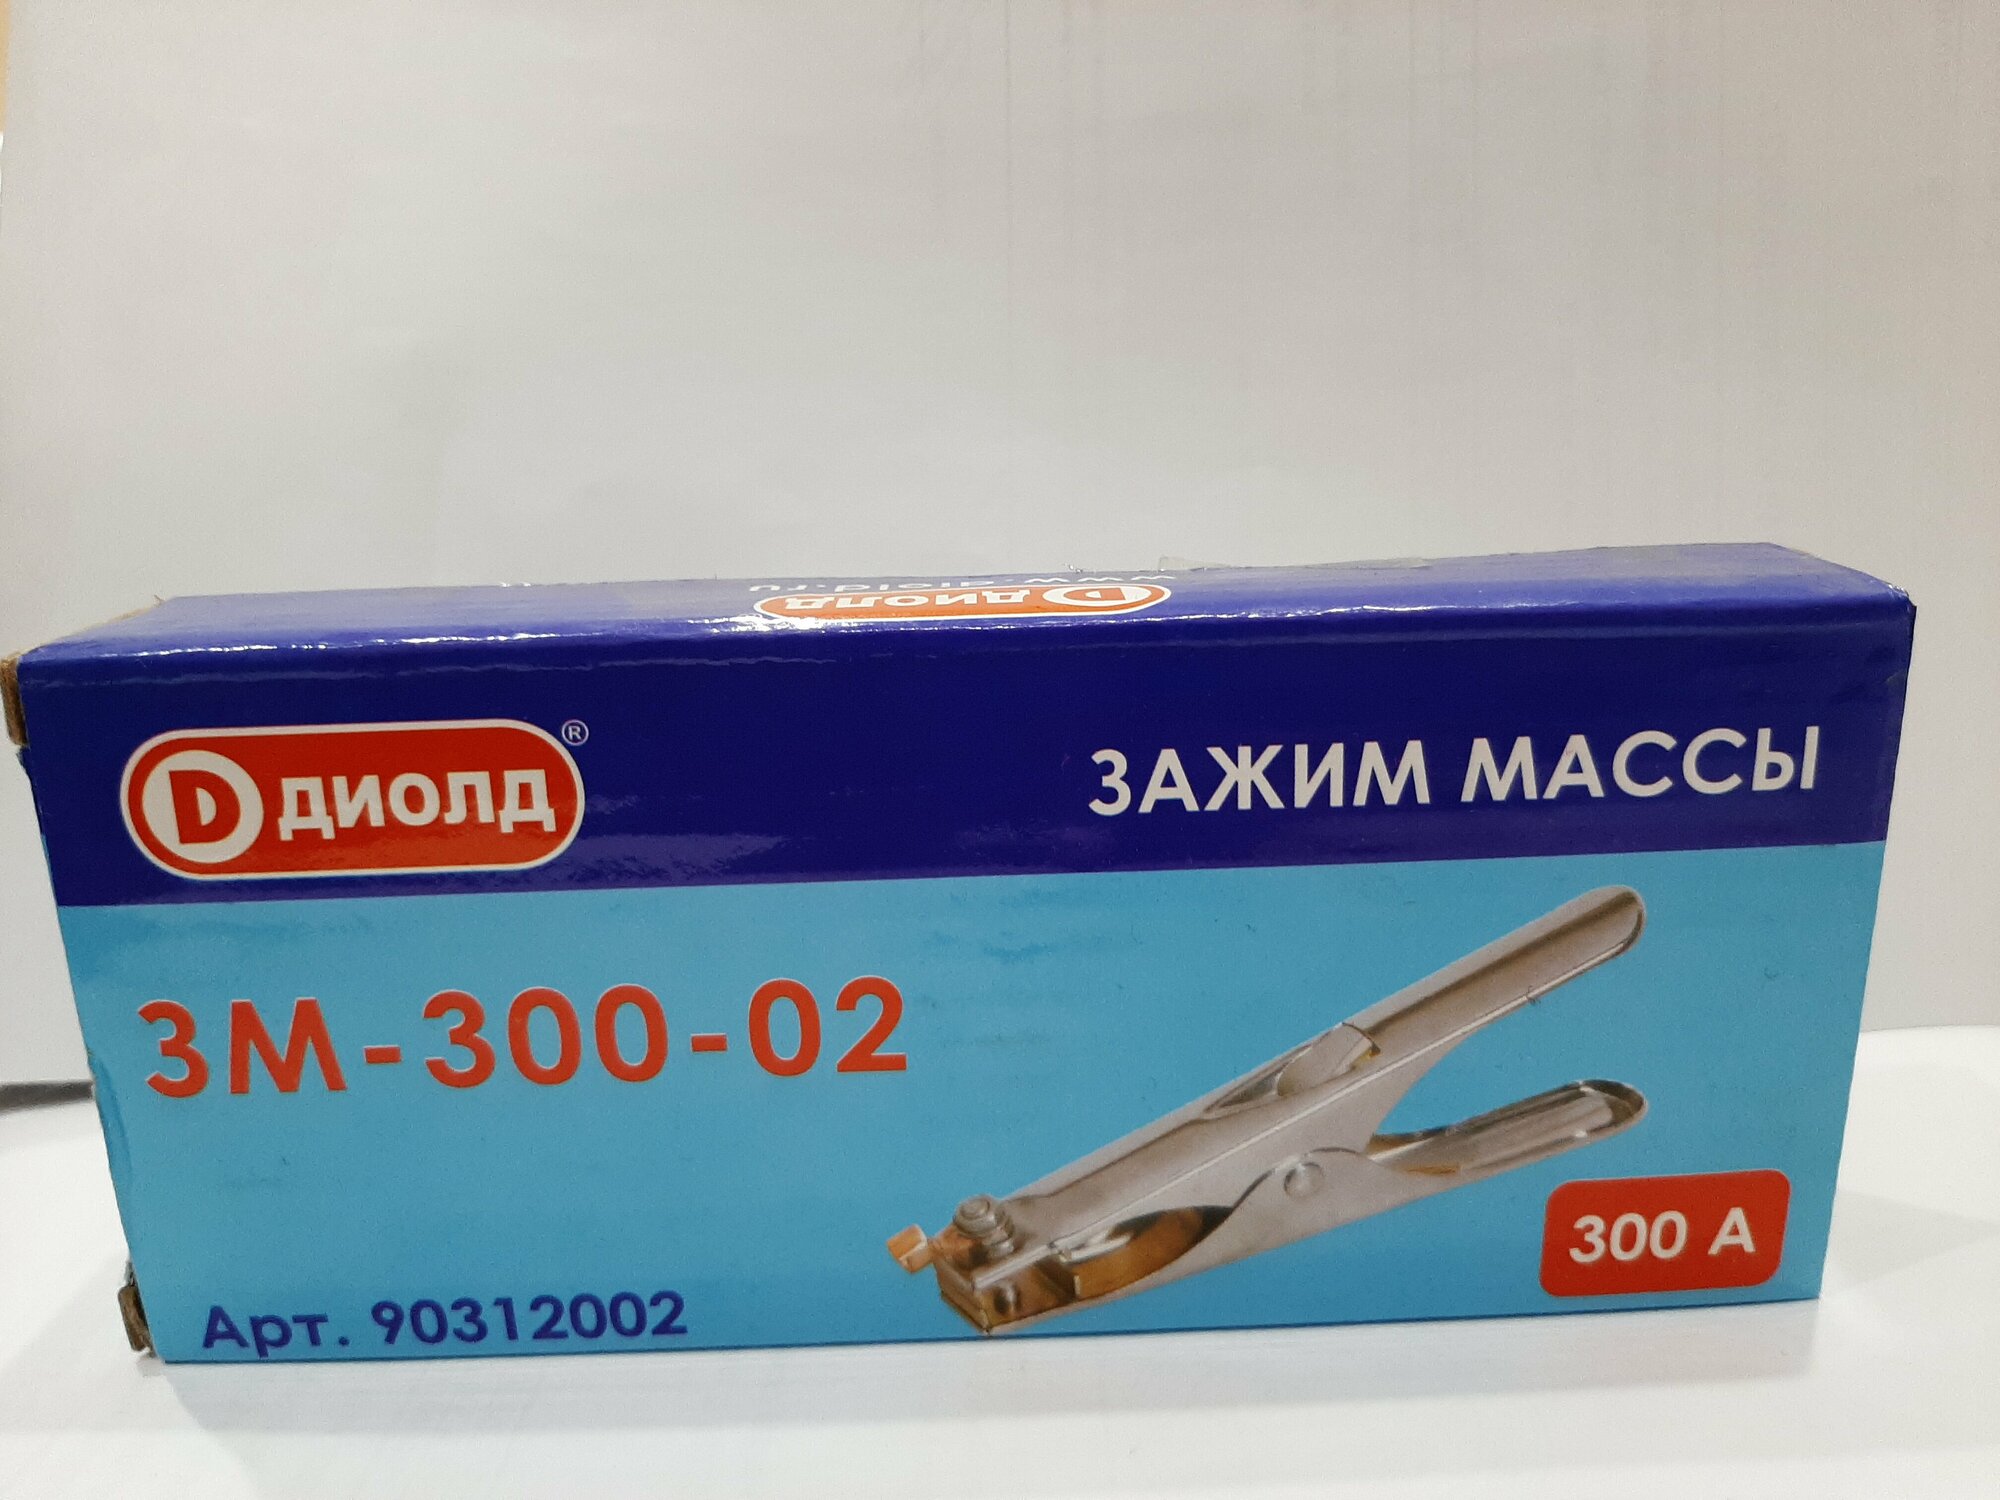 www.diold.ru
D ДИОЛД
D ДИОЛД ®
ЗАЖИМ МАССЫ
ЗМ-300-02
300 А
Арт. 90312002